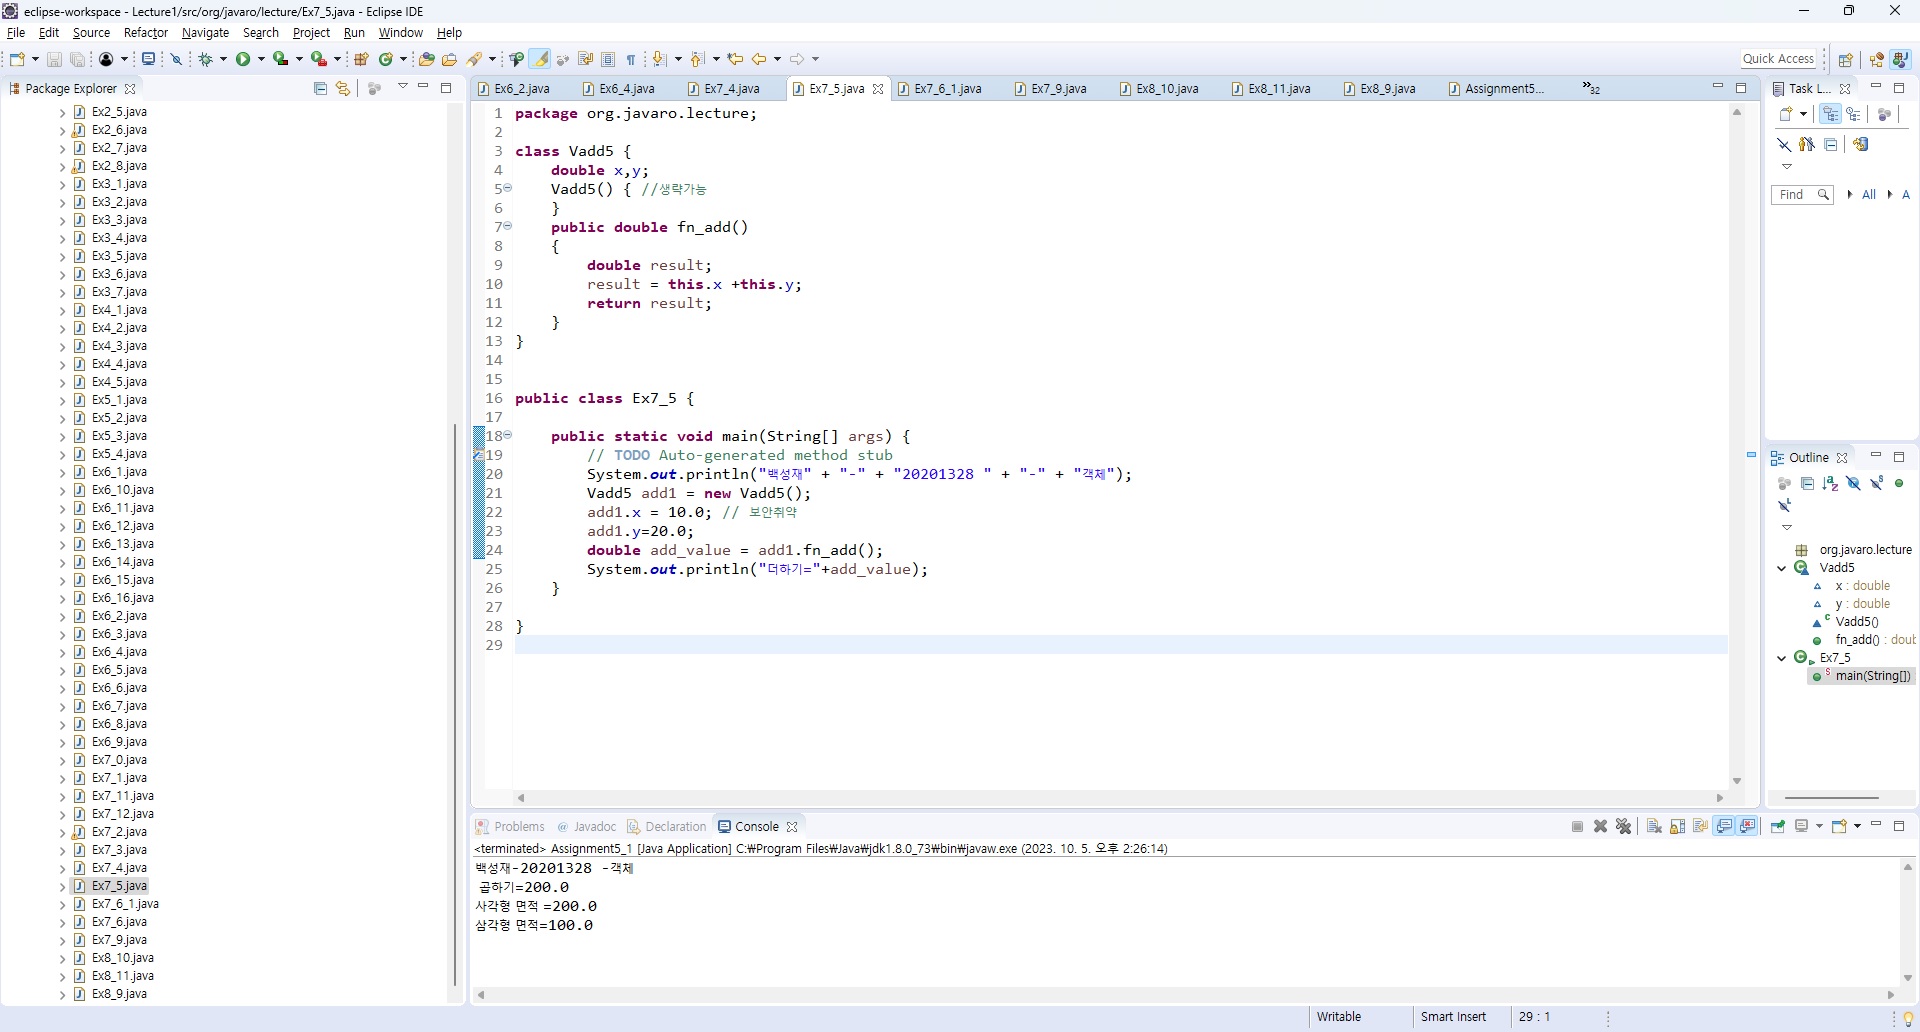 eclipse-workspace - Lecture1/src/org/javaro/lecture/Ex7_5.java - Eclipse IDE
File Edit Source Refactor Navigate Search Project Run Window Help
Quick Access
Package Explorer
Ex2_5.java
Ex2_6.java
Ex2_7.java
Ex2_8.java
Ex3_1.java
Ex3_2.java
Ex3_3.java
Ex3_4.java
Ex3_5.java
Ex3_6.java
Ex3_7.java
Ex4_1.java
Ex4_2.java
Ex4_3.java
Ex4_4.java
Ex4_5.java
Ex5_1.java
Ex5_2.java
Ex5_3.java
Ex5_4.java
Ex6_1.java
Ex6_10.java
Ex6_11.java
Ex6_12.java
Ex6_13.java
Ex6_14.java
Ex6_15.java
Ex6_16.java
Ex6_2.java
Ex6_3.java
Ex6_4.java
Ex6_5.java
Ex6_6.java
Ex6_7.java
Ex6_8.java
Ex6_9.java
Ex7_0.java
Ex7_1.java
Ex7_11.java
Ex7_12.java
Ex7_2.java
Ex7_3.java
Ex7_4.java
Ex7_5.java
Ex7_6_1.java
Ex7_6.java
Ex7_9.java
Ex8_10.java
Ex8_11.java
Ex8_9.java
Ex6_2.java Ex6_4.java Ex7_4.java Ex7_5.java Ex7_6_1.java Ex7_9.java Ex8_10.java Ex8_11.java Ex8_9.java Assignment5... »32
1 package org.javaro.lecture;
2
3 class Vadd5 {
4 double x,y;
5 Vadd5() { //생략가능
6 }
7 public double fn_add()
8 {
9 double result;
10 result = this.x +this.y;
11 return result;
12 }
13 }
14
15
16 public class Ex7_5 {
17
18 public static void main(String[] args) {
19 // TODO Auto-generated method stub
20 System.out.println("백성재" + "-" + "20201328 " + "-" + "객체");
21 Vadd5 add1 = new Vadd5();
22 add1.x = 10.0; // 보안취약
23 add1.y=20.0;
24 double add_value = add1.fn_add();
25 System.out.println("더하기="+add_value);
26 }
27
28 }
29
Task L...
Find All A
Outline
org.javaro.lecture
Vadd5
x : double
y : double
Vadd5()
fn_add() : doub
Ex7_5
main(String[])
Problems Javadoc Declaration Console
<terminated> Assignment5_1 [Java Application] C:₩Program Files₩Java₩jdk1.8.0_73₩bin₩javaw.exe (2023. 10. 5. 오후 2:26:14)
백성재-20201328 -객체
곱하기=200.0
사각형 면적 =200.0
삼각형 면적=100.0
Writable Smart Insert 29 : 1